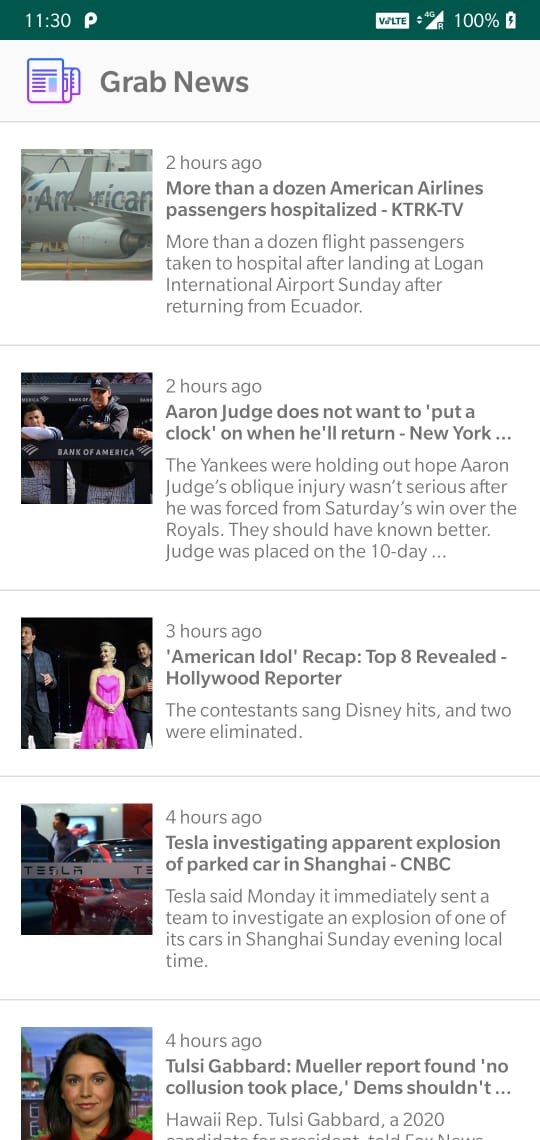 11:30
VoLTE 4G R 100%
Grab News
American
2 hours ago
More than a dozen American Airlines
passengers hospitalized - KTRK-TV
More than a dozen flight passengers
taken to hospital after landing at Logan
International Airport Sunday after
returning from Ecuador.
BANK OF AMERICA
2 hours ago
Aaron Judge does not want to 'put a
clock' on when he'll return - New York ...
The Yankees were holding out hope Aaron
Judge’s oblique injury wasn’t serious after
he was forced from Saturday’s win over the
Royals. They should have known better.
Judge was placed on the 10-day ...
3 hours ago
'American Idol' Recap: Top 8 Revealed -
Hollywood Reporter
The contestants sang Disney hits, and two
were eliminated.
TESLA TE
4 hours ago
Tesla investigating apparent explosion
of parked car in Shanghai - CNBC
Tesla said Monday it immediately sent a
team to investigate an explosion of one of
its cars in Shanghai Sunday evening local
time.
4 hours ago
Tulsi Gabbard: Mueller report found 'no
collusion took place,' Dems shouldn't ...
Hawaii Rep. Tulsi Gabbard, a 2020
candidate for president, told Fox News